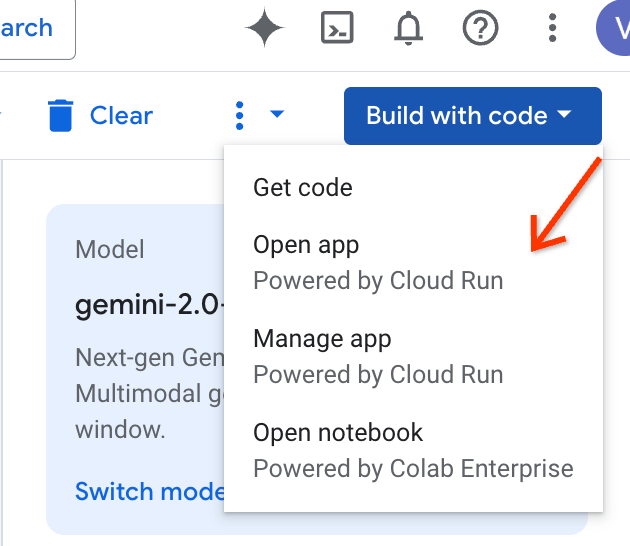 arch
V
Clear
Build with code
Get code
Open app
Powered by Cloud Run
Manage app
Powered by Cloud Run
Open notebook
Powered by Colab Enterprise
Model
gemini-2.0-
Next-gen Gem
Multimodal g
window.
Switch mode